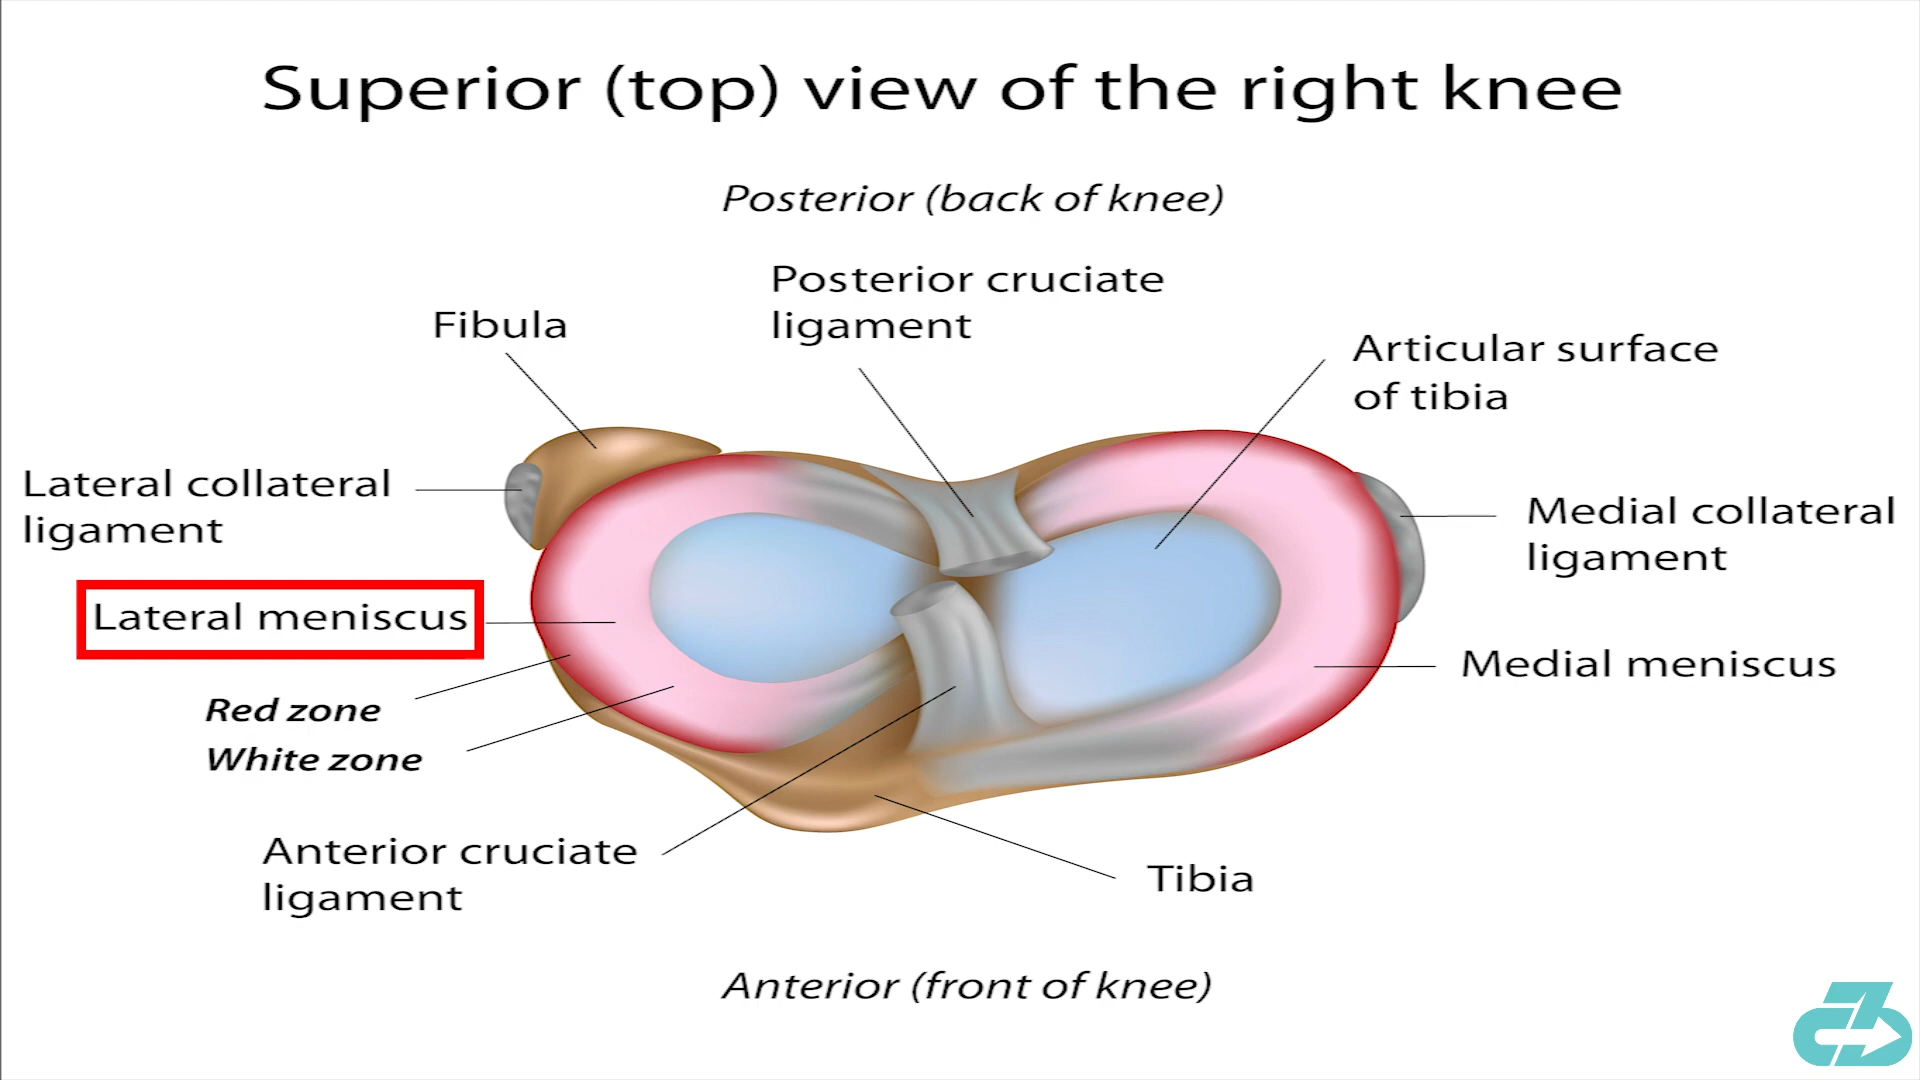 Superior (top) view of the right knee
Posterior (back of knee)
Posterior cruciate
ligament
Fibula
Articular surface
of tibia
Lateral collateral
ligament
Medial collateral
ligament
Lateral meniscus
Medial meniscus
Red zone
White zone
Anterior cruciate
ligament
Tibia
Anterior (front of knee)